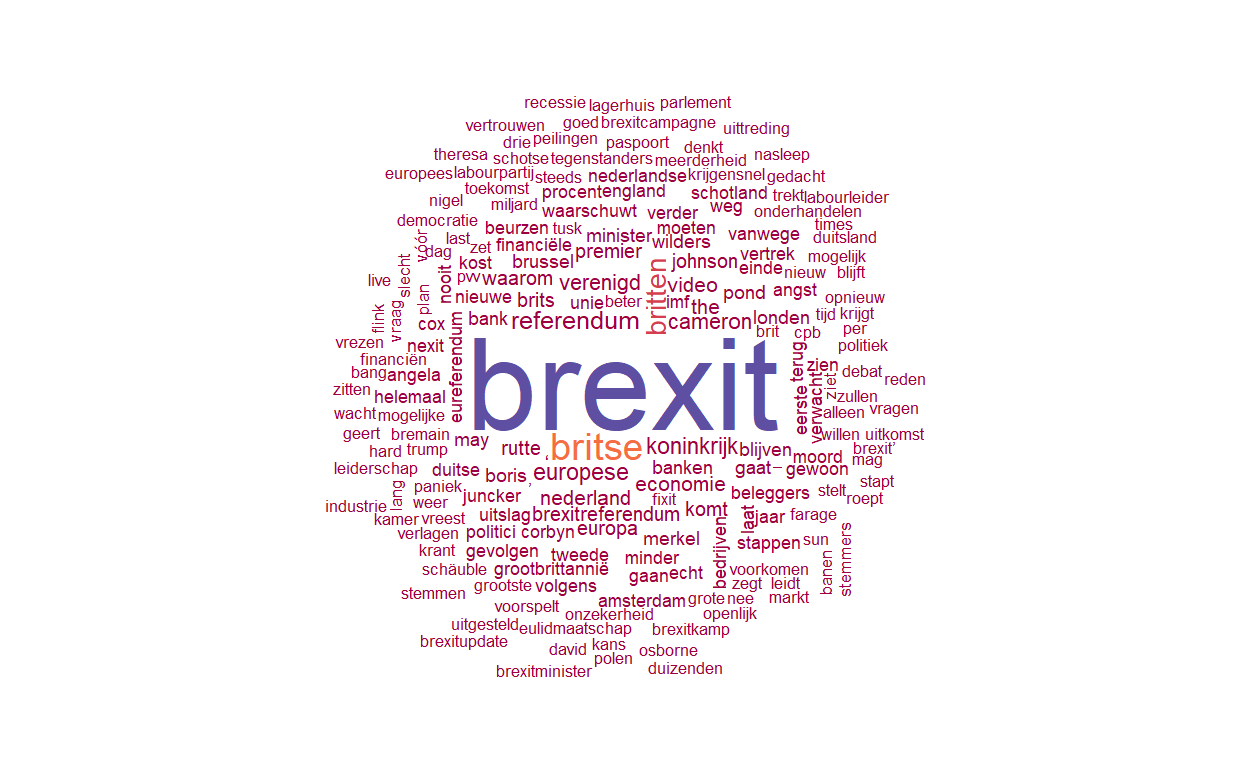 recessie lagerhuis parlement
vertrouwen goed brexitcampagne uittreding
drie peilingen paspoort denkt
theresa schotse tegenstanders meerderheid nasleep
europees labourpartij steeds nederlandse krijgen snel gedacht
toekomst procent england schotland trekt labourleider
nigel miljard waarschuwt verder weg onderhandelen
democratie beurzen tusk minister moeten vanwege times duitsland
vóór last zet financiële premier wilders
dag kost brussel johnson vertrek einde mogelijk
live slecht nooit pvv waarom verenigd britten video nieuw blijft
plan nieuwe brits unie beter imf the pond angst opnieuw
flink vraag cox bank referendum cameron londen tijd krijgt
brit cpb per
vrezen nexit eureferendum brexit eerste terug politiek
financiën zien
bang angela verwacht ziet debat reden
zitten helemaal zullen
wacht mogelijke alleen vragen
geert bremain may rutte , britse koninkrijk blijven willen uitkomst
hard trump moord brexit’
leiderschap duitse boris , europese banken gaat – gewoon mag
paniek juncker economie beleggers stelt stapt
industrie lang weer nederland fixit komt laat roept
kamer vreest uitslag brexitreferendum jaar farage
verlagen politici corbyn europa merkel bedrijven stappen sun stemmers
krant gevolgen tweede minder
schäuble grootbrittannië gaan echt voorkomen banen
stemmen grootste volgens zegt leidt
voorspelt amsterdam grote nee markt
uitgesteld onzekerheid openlijk
brexitupdate eulidmaatschap brexitkamp
david kans osborne
brexitminister polen duizenden